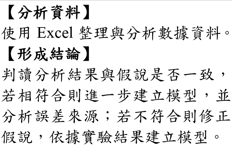 【分析資料】
使用 Excel 整理與分析數據資料。
【形成結論】
判讀分析結果與假說是否一致，
若相符合則進一步建立模型，並
分析誤差來源；若不符合則修正
假說，依據實驗結果建立模型。